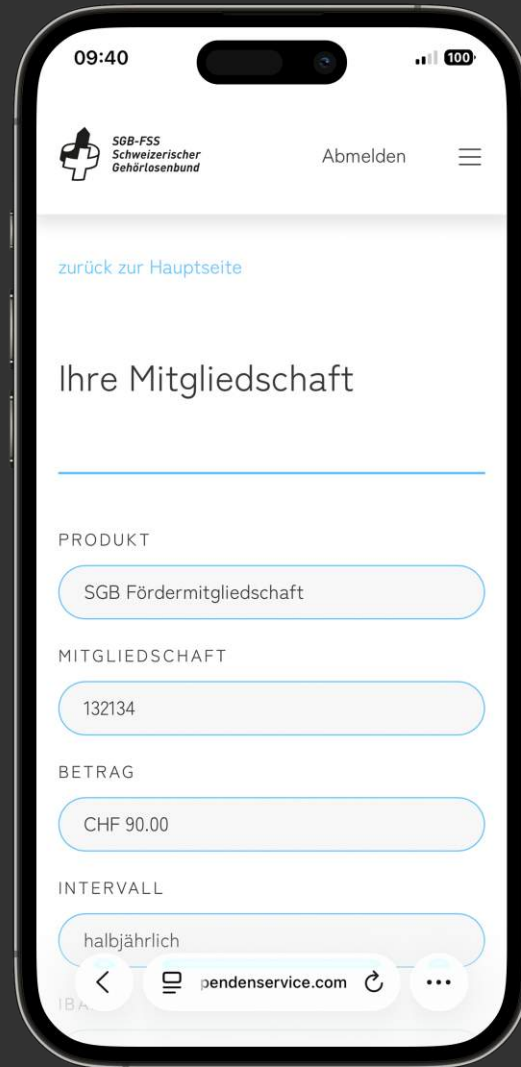 09:40
100
SGB-FSS
Schweizerischer
Gehörlosenbund
Abmelden
zurück zur Hauptseite
Ihre Mitgliedschaft
PRODUKT
SGB Fördermitgliedschaft
MITGLIEDSCHAFT
132134
BETRAG
CHF 90.00
INTERVALL
halbjährlich
pendenservice.com